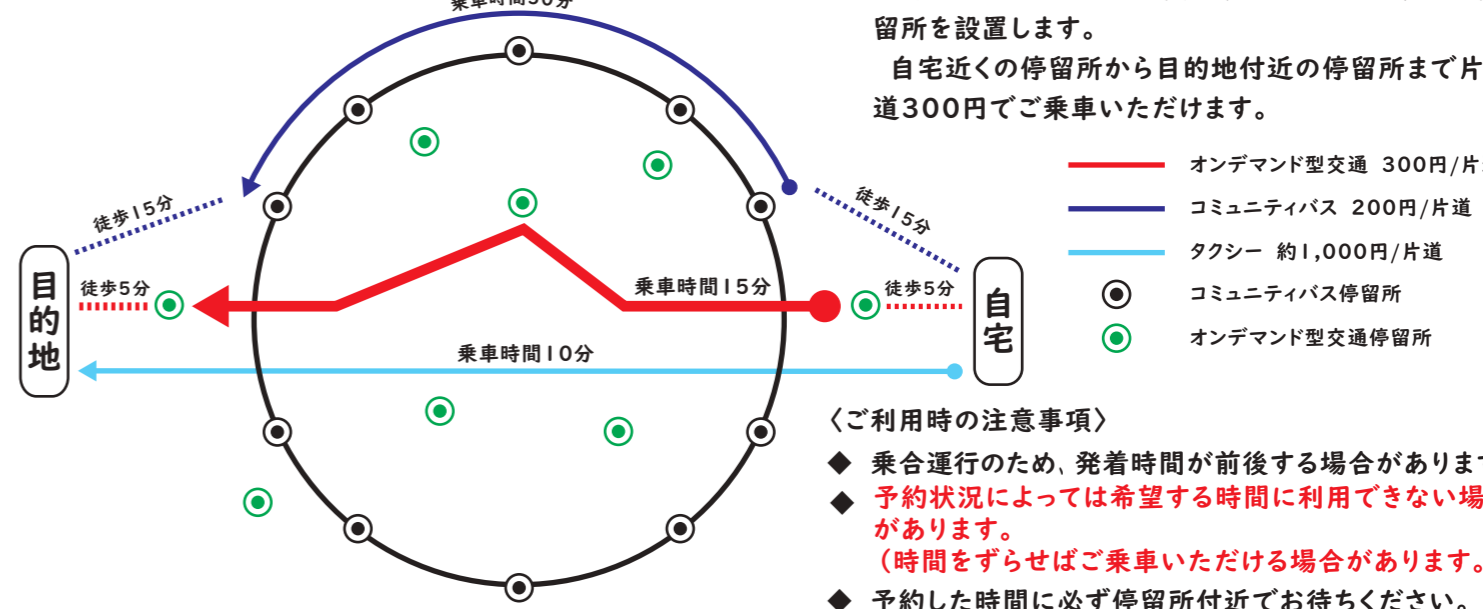 留所を設置します。
自宅近くの停留所から目的地付近の停留所まで片
道300円でご乗車いただけます。
オンデマンド型交通 300円/片
コミュニティバス 200円/片道
タクシー 約1,000円/片道
コミュニティバス停留所
オンデマンド型交通停留所
徒歩15分
徒歩15分
目的地
徒歩5分
乗車時間15分
徒歩5分
自宅
乗車時間10分
〈ご利用時の注意事項〉
◆ 乗合運行のため、発着時間が前後する場合がありま
◆ 予約状況によっては希望する時間に利用できない場
があります。
（時間をずらせばご乗車いただける場合があります。
◆ 予約した時間に必ず停留所付近でお待ちください。